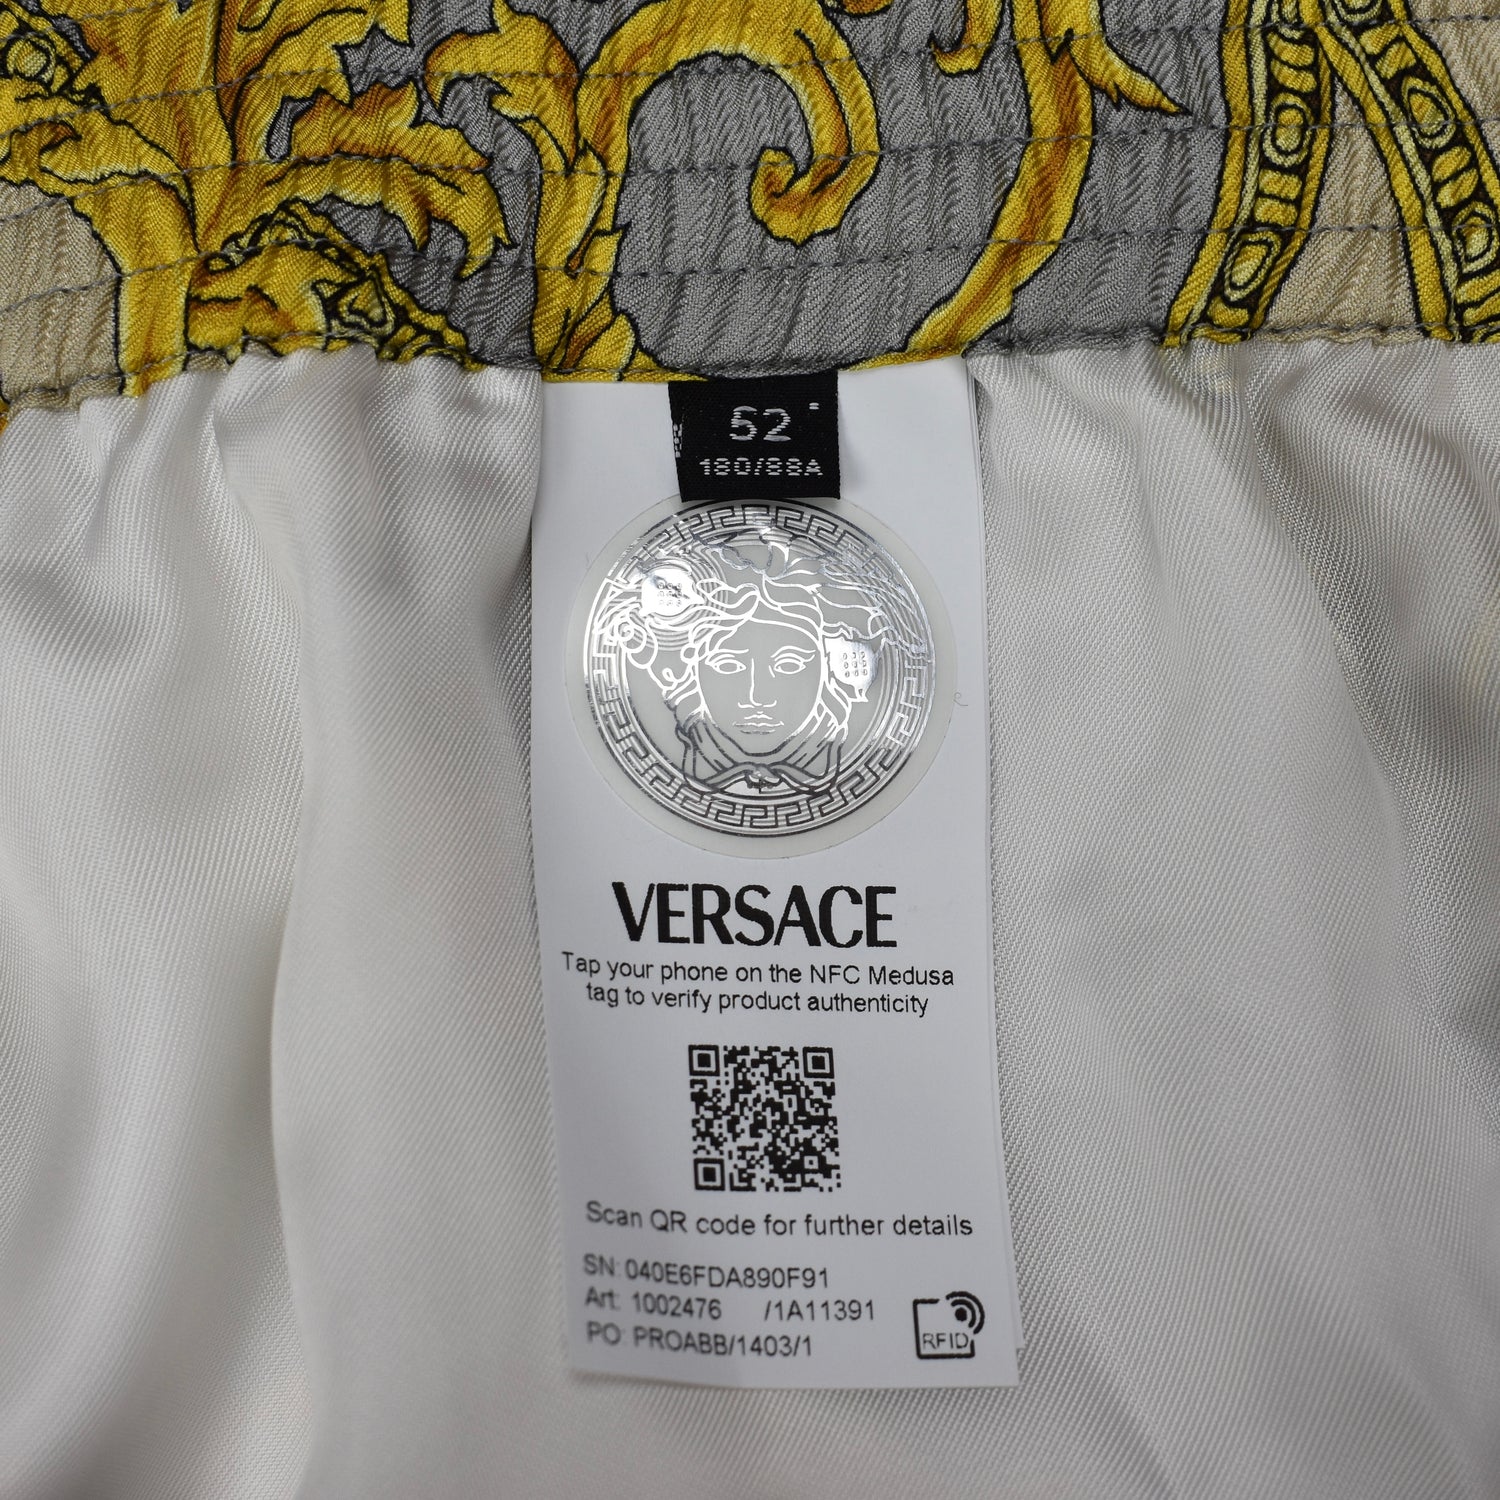 52
180/88A
VERSACE
Tap your phone on the NFC Medusa
tag to verify product authenticity
Scan QR code for further details
SN: 040E6FDA890F91
Art: 1002476 /1A11391
PO: PROABB/1403/1
RFID